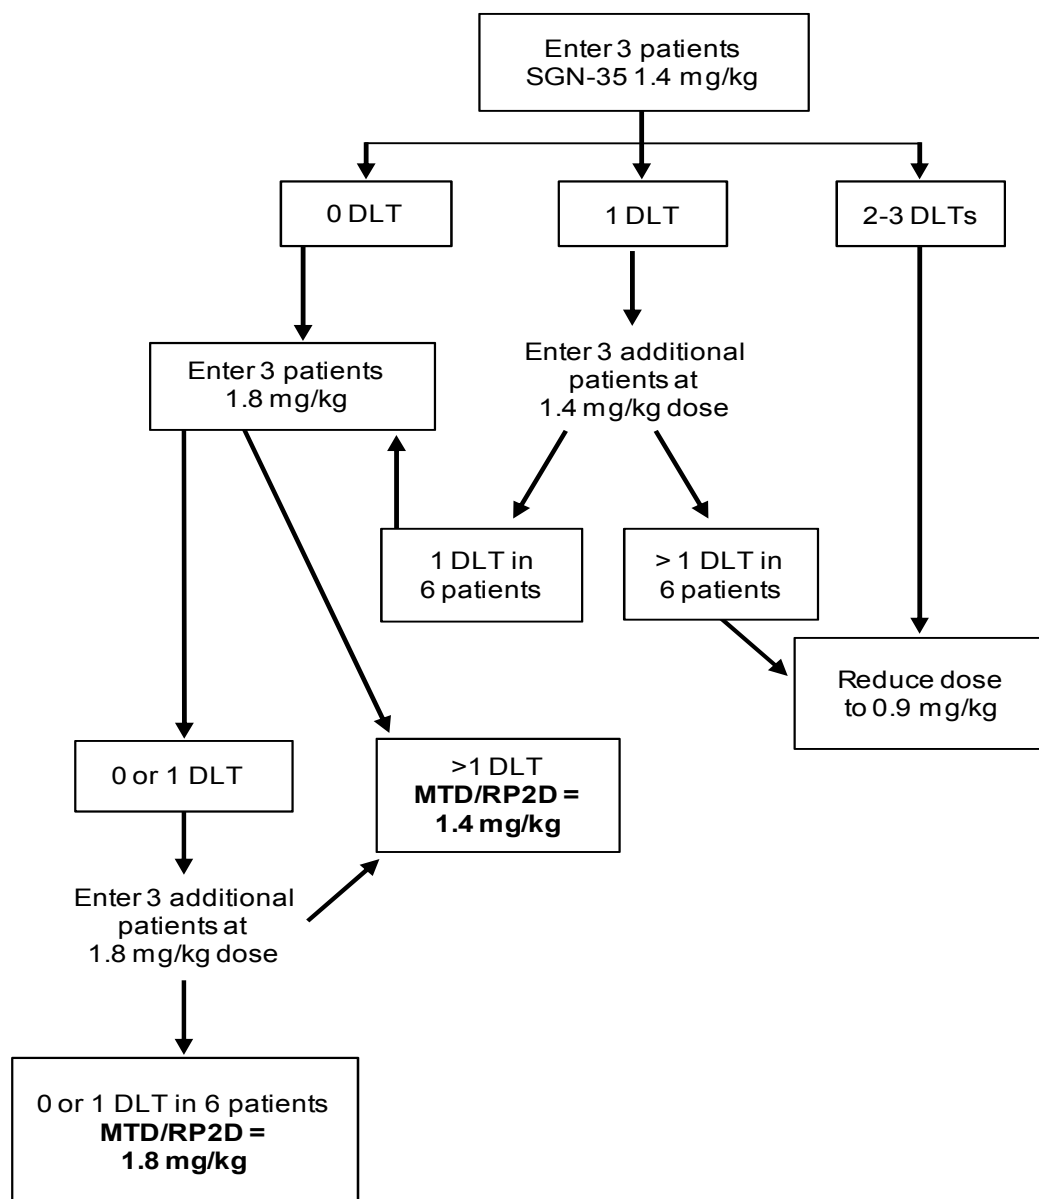 Enter 3 patients
SGN-35 1.4 mg/kg
0 DLT
1 DLT
2-3 DLTs
Enter 3 patients
1.8 mg/kg
Enter 3 additional
patients at
1.4 mg/kg dose
1 DLT in
6 patients
> 1 DLT in
6 patients
Reduce dose
to 0.9 mg/kg
0 or 1 DLT
>1 DLT
MTD/RP2D =
1.4 mg/kg
Enter 3 additional
patients at
1.8 mg/kg dose
0 or 1 DLT in 6 patients
MTD/RP2D =
1.8 mg/kg